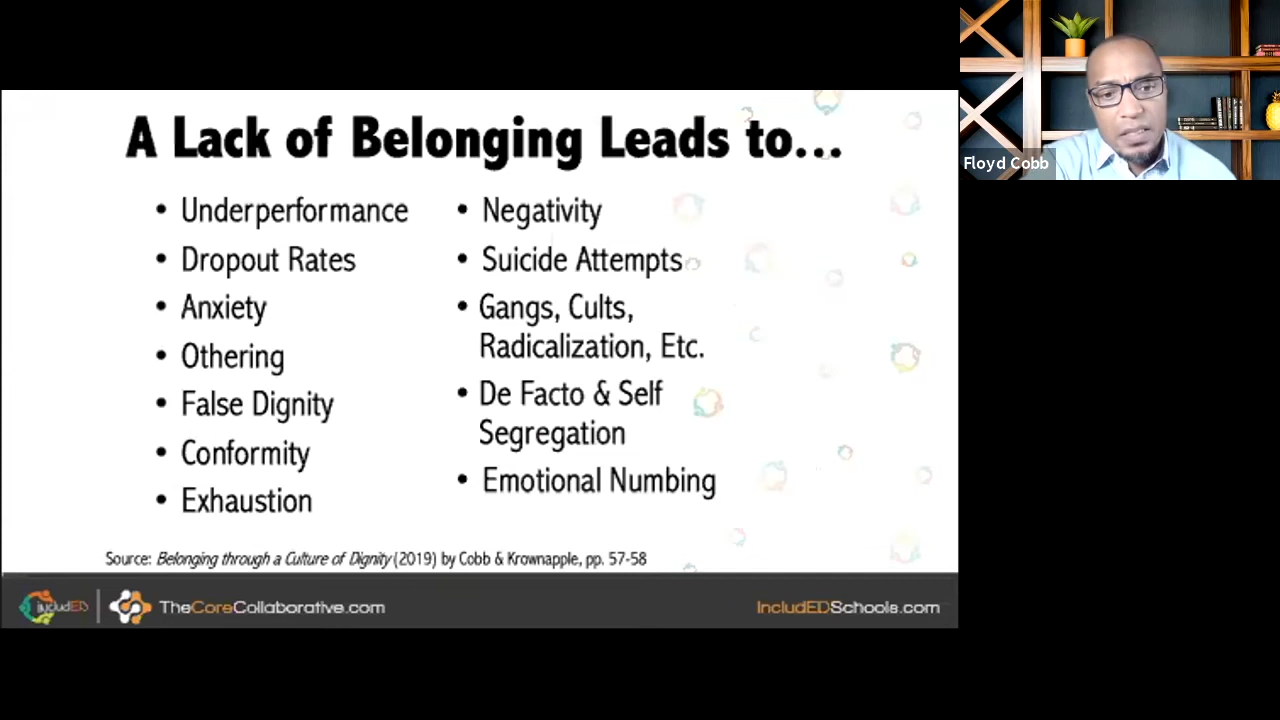 A Lack of Belonging Leads to...
• Underperformance
• Dropout Rates
• Anxiety
• Othering
• False Dignity
• Conformity
• Exhaustion
• Negativity
• Suicide Attempts
• Gangs, Cults,
Radicalization, Etc.
• De Facto & Self
Segregation
• Emotional Numbing
Source: Belonging through a Culture of Dignity (2019) by Cobb & Krownapple, pp. 57-58
IncludED
TheCoreCollaborative.com
IncludEDSchools.com
Floyd Cobb